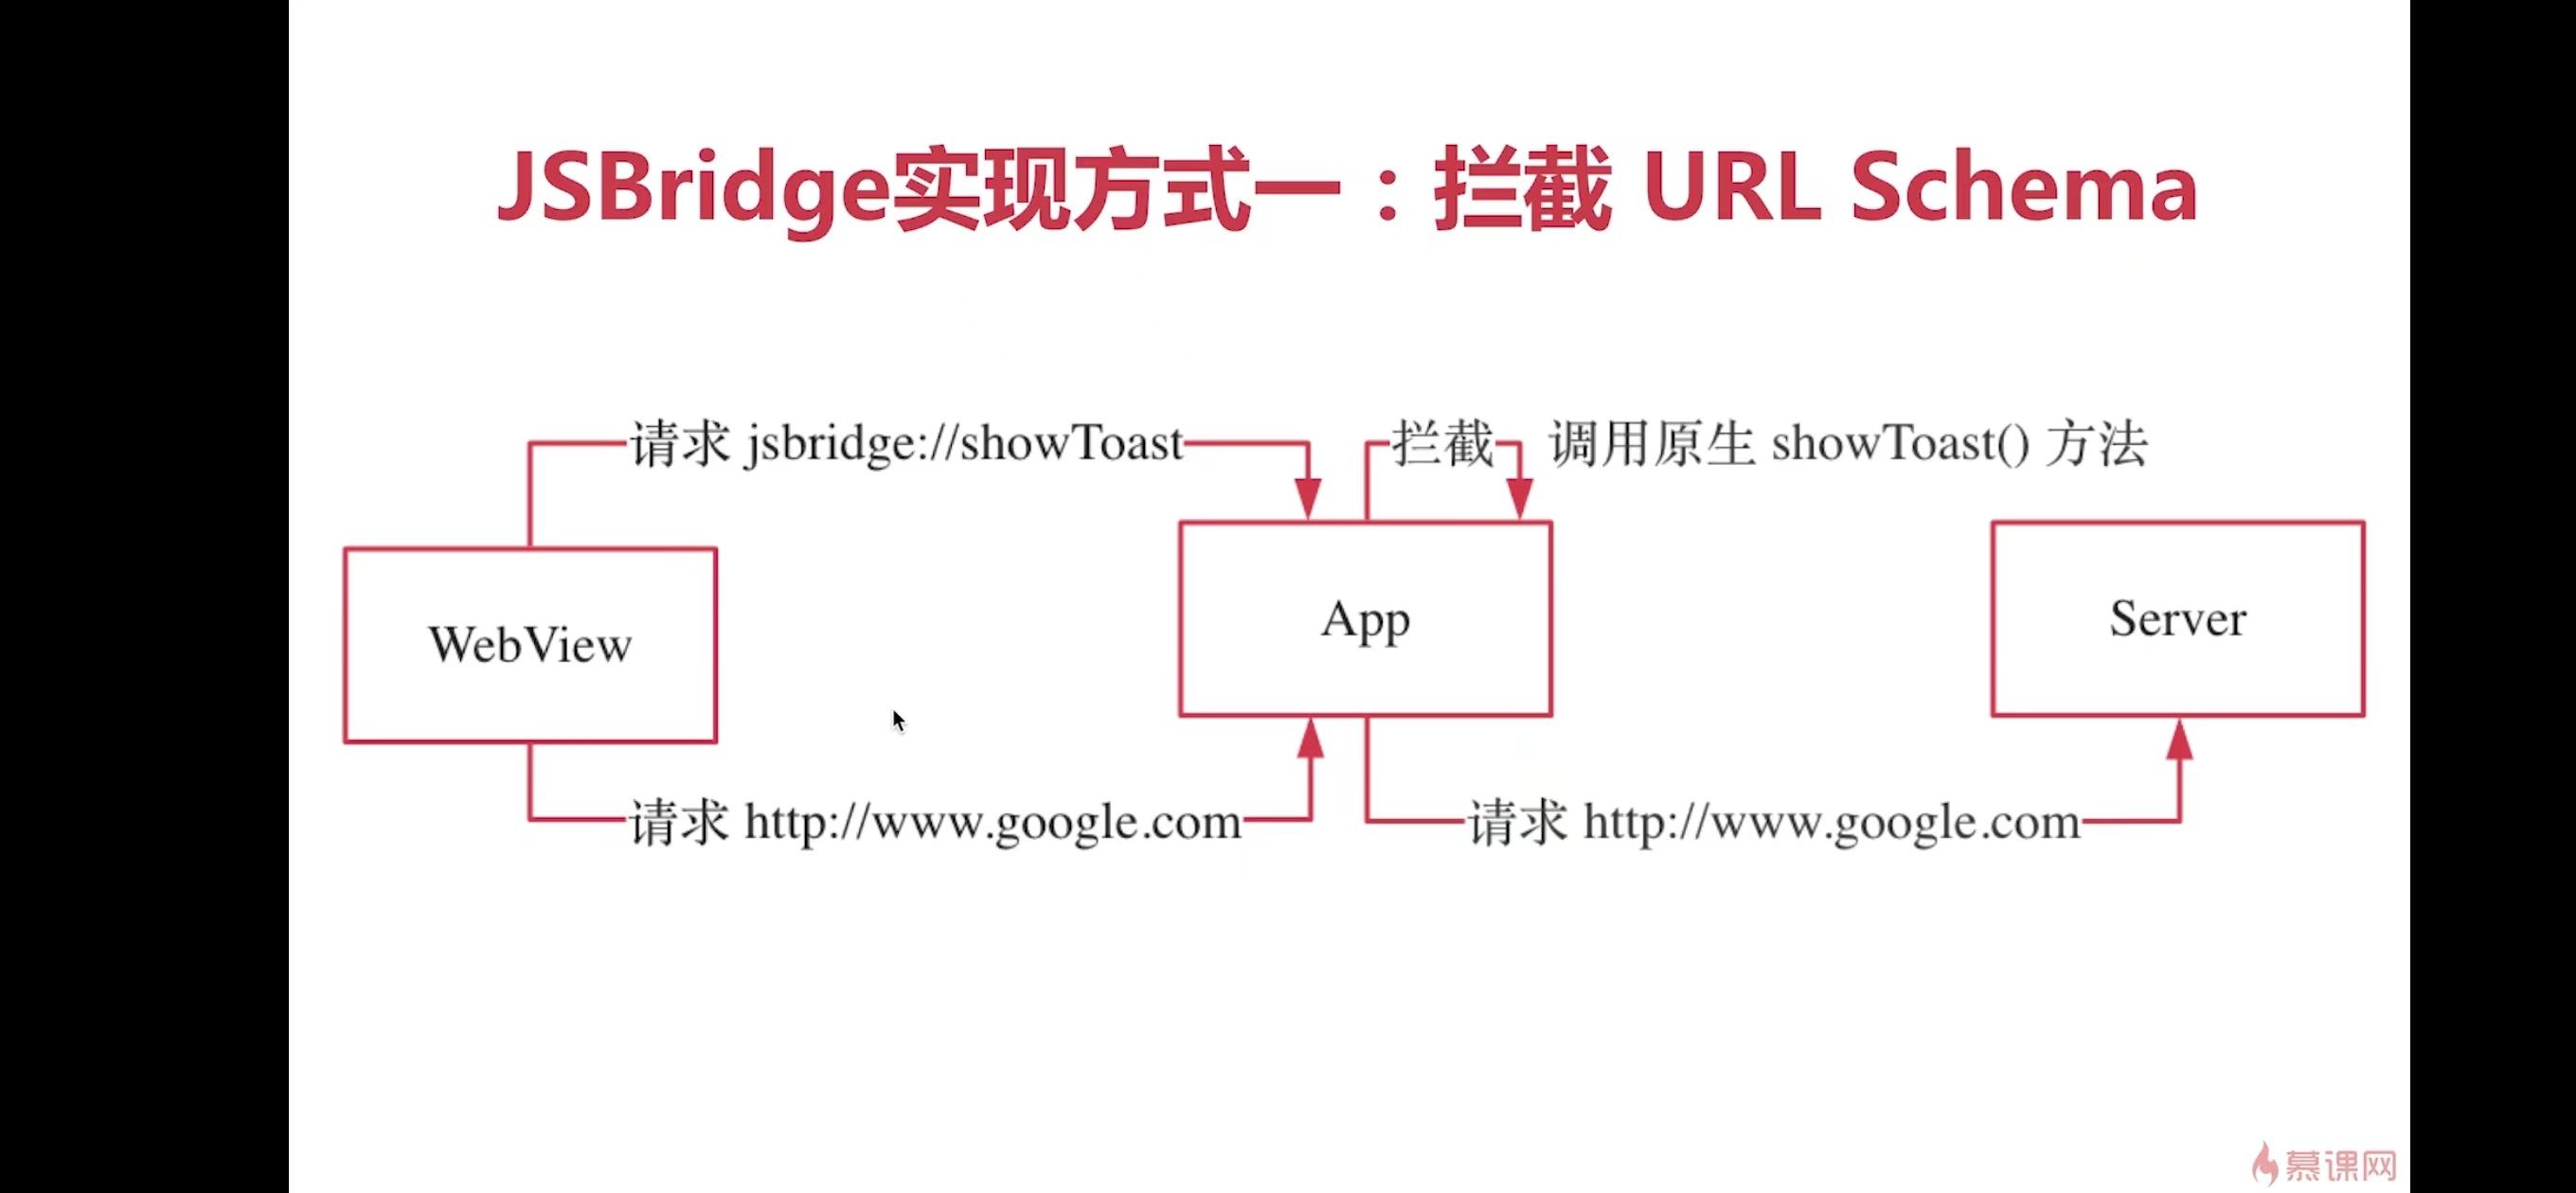 JSBridge实现方式一：拦截 URL Schema
请求 jsbridge://showToast
拦截
调用原生 showToast() 方法
WebView
App
Server
请求 http://www.google.com
请求 http://www.google.com
慕课网